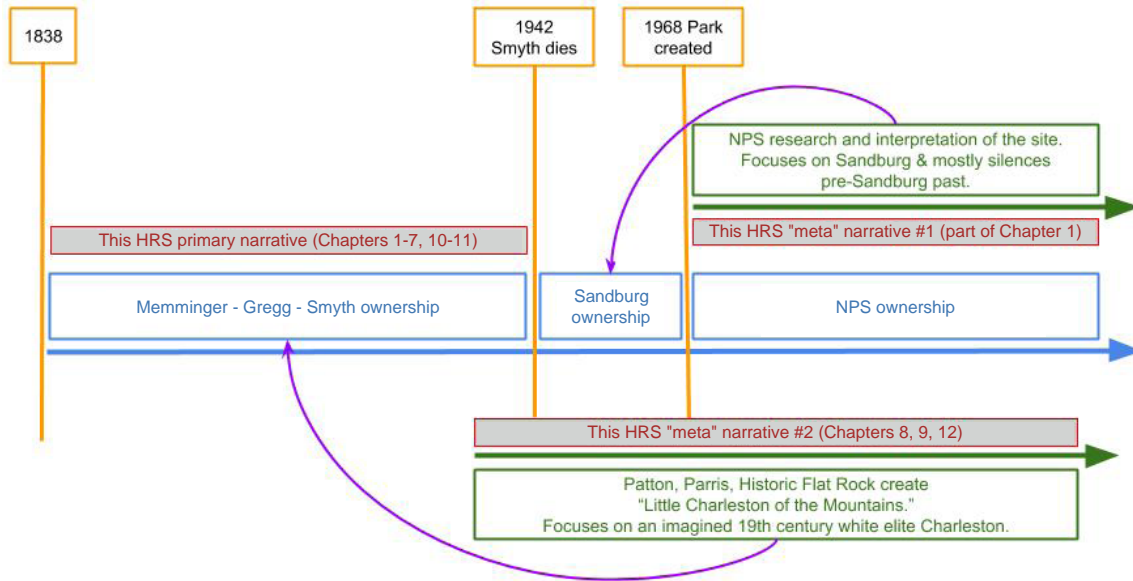 1838
1942
Smyth dies
1968 Park
created
NPS research and interpretation of the site.
Focuses on Sandburg & mostly silences
pre-Sandburg past.
This HRS primary narrative (Chapters 1-7, 10-11)
This HRS "meta" narrative #1 (part of Chapter 1)
Memminger - Gregg - Smyth ownership
Sandburg
ownership
NPS ownership
This HRS "meta" narrative #2 (Chapters 8, 9, 12)
Patton, Parris, Historic Flat Rock create
“Little Charleston of the Mountains.”
Focuses on an imagined 19th century white elite Charleston.